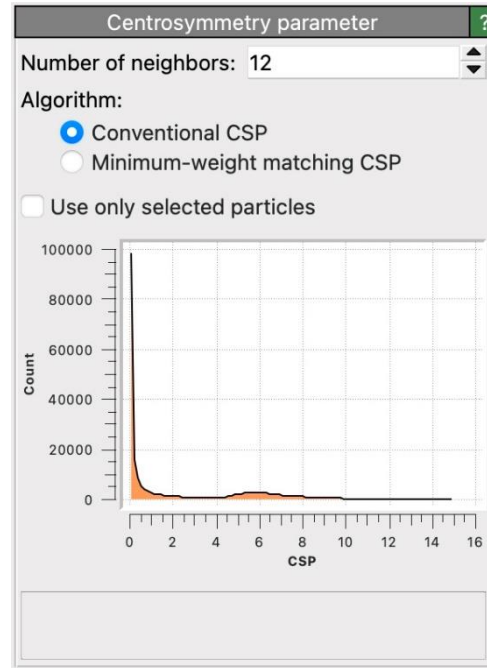 Centrosymmetry parameter ?
Number of neighbors: 12
Algorithm:
Conventional CSP
Minimum-weight matching CSP
Use only selected particles
100000
80000
60000
40000
20000
0
Count
0 2 4 6 8 10 12 14 16
CSP